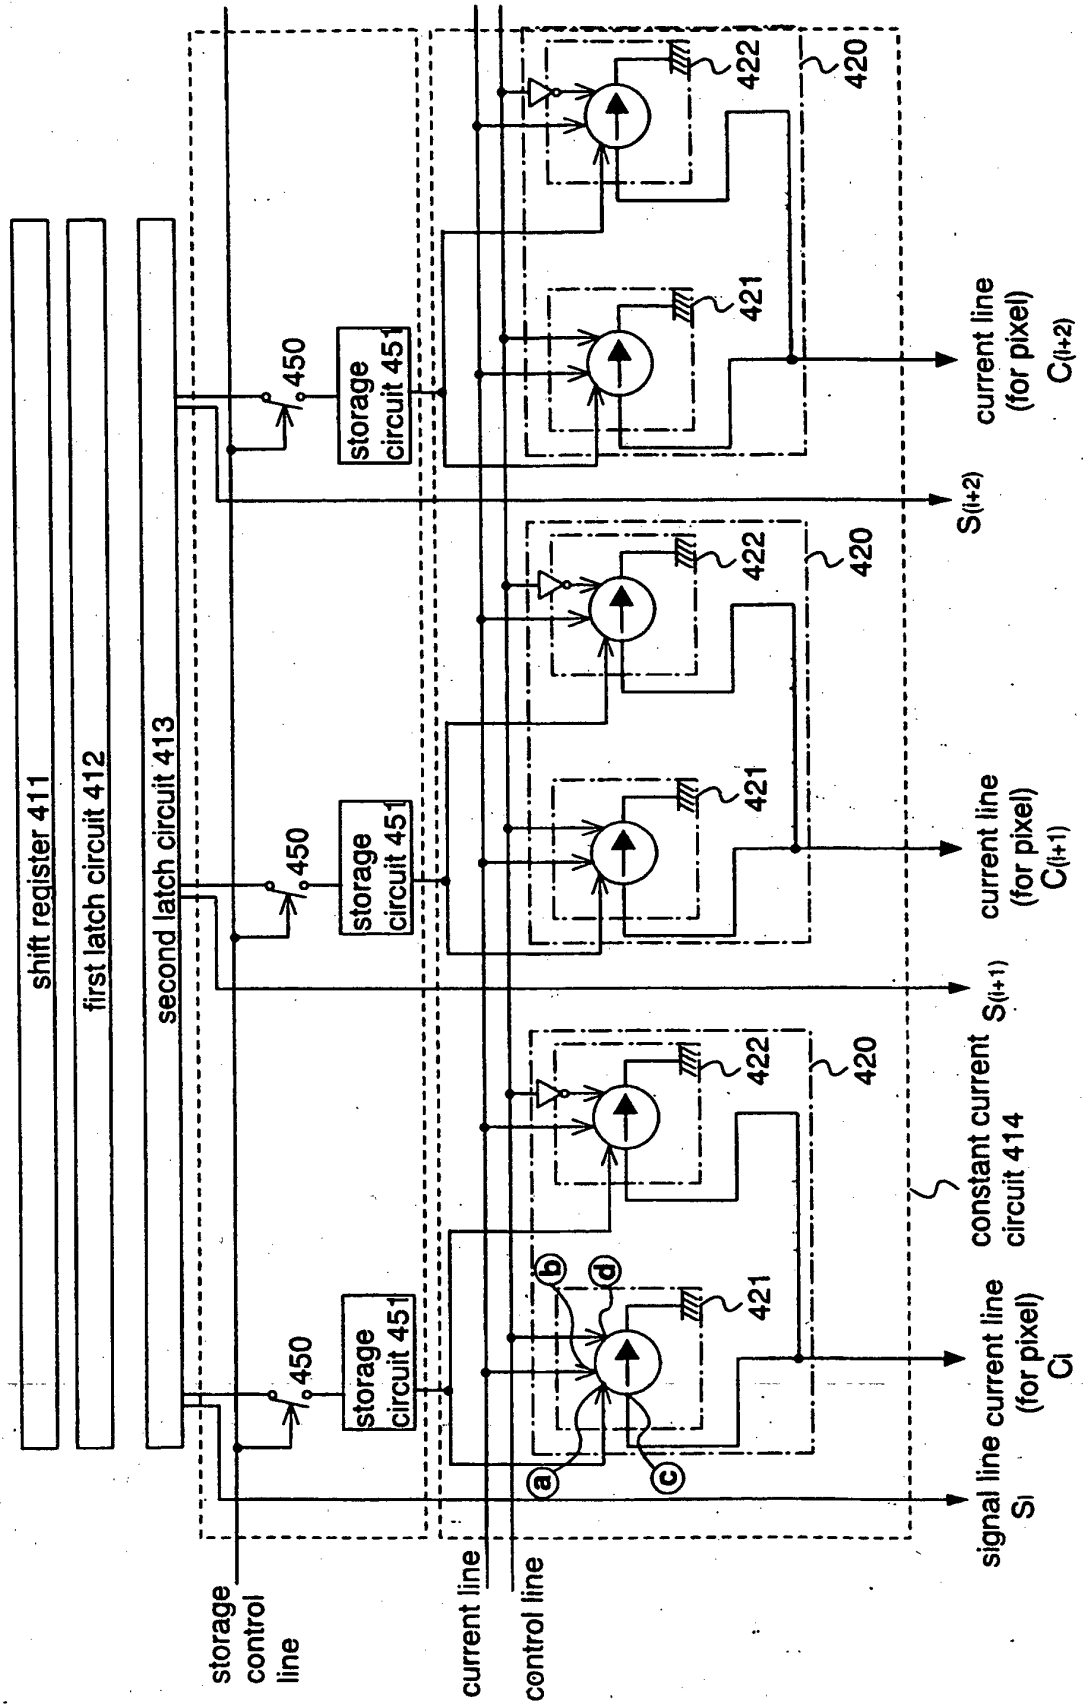 shift register 411
first latch circuit 412
second latch circuit 413
storage
control
line
450
450
450
storage
circuit 451
storage
circuit 451
storage
circuit 451
current line
control line
a
b
c
d
421
422
420
421
422
420
421
422
420
signal line
Si
current line
(for pixel)
Ci
constant current
circuit 414
S(i+1)
current line
(for pixel)
C(i+1)
S(i+2)
current line
(for pixel)
C(i+2)